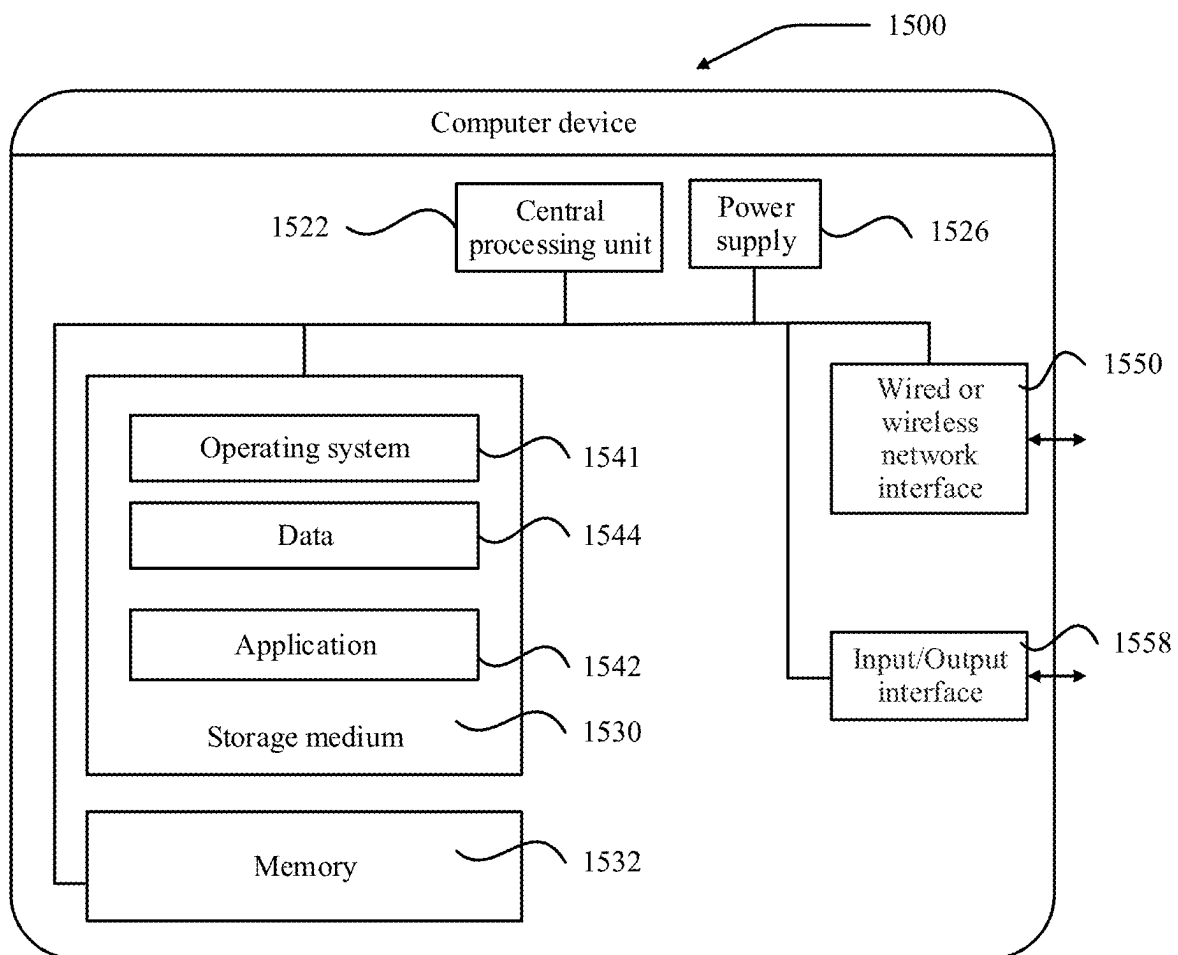 1500
Computer device
1522
Central
processing unit
Power
supply
1526
1550
Wired or
wireless
network
interface
Operating system
1541
Data
1544
Application
1542
1558
Input/Output
interface
Storage medium
1530
Memory
1532